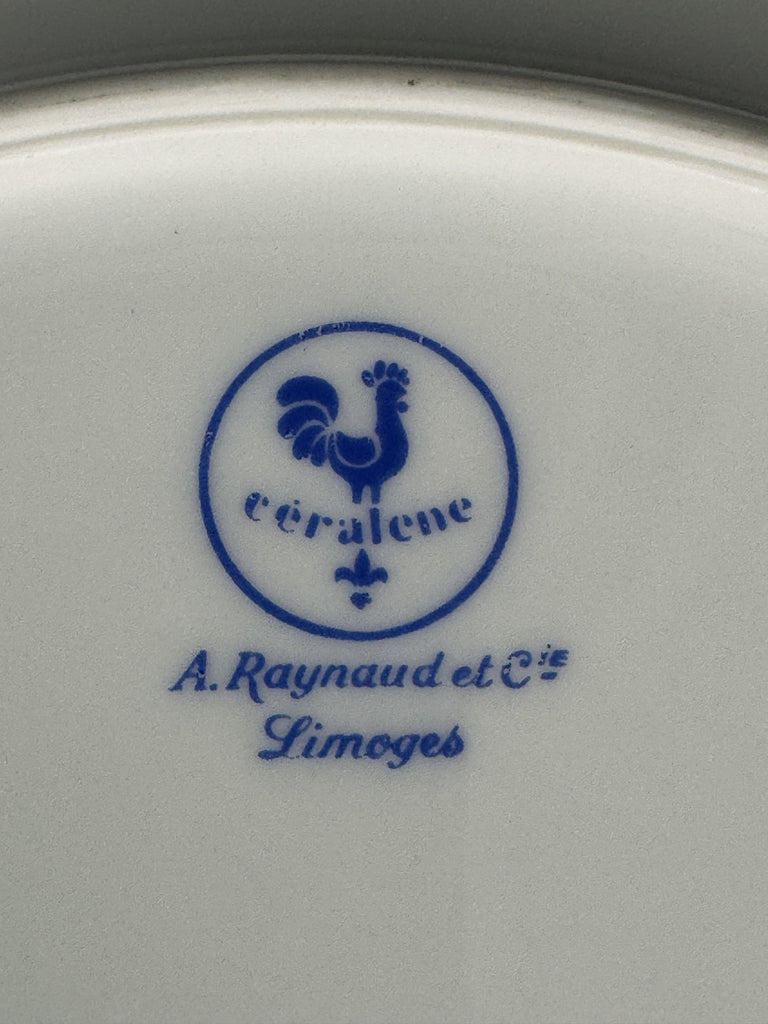 céralene
A. Raynaud et Cie
Limoges